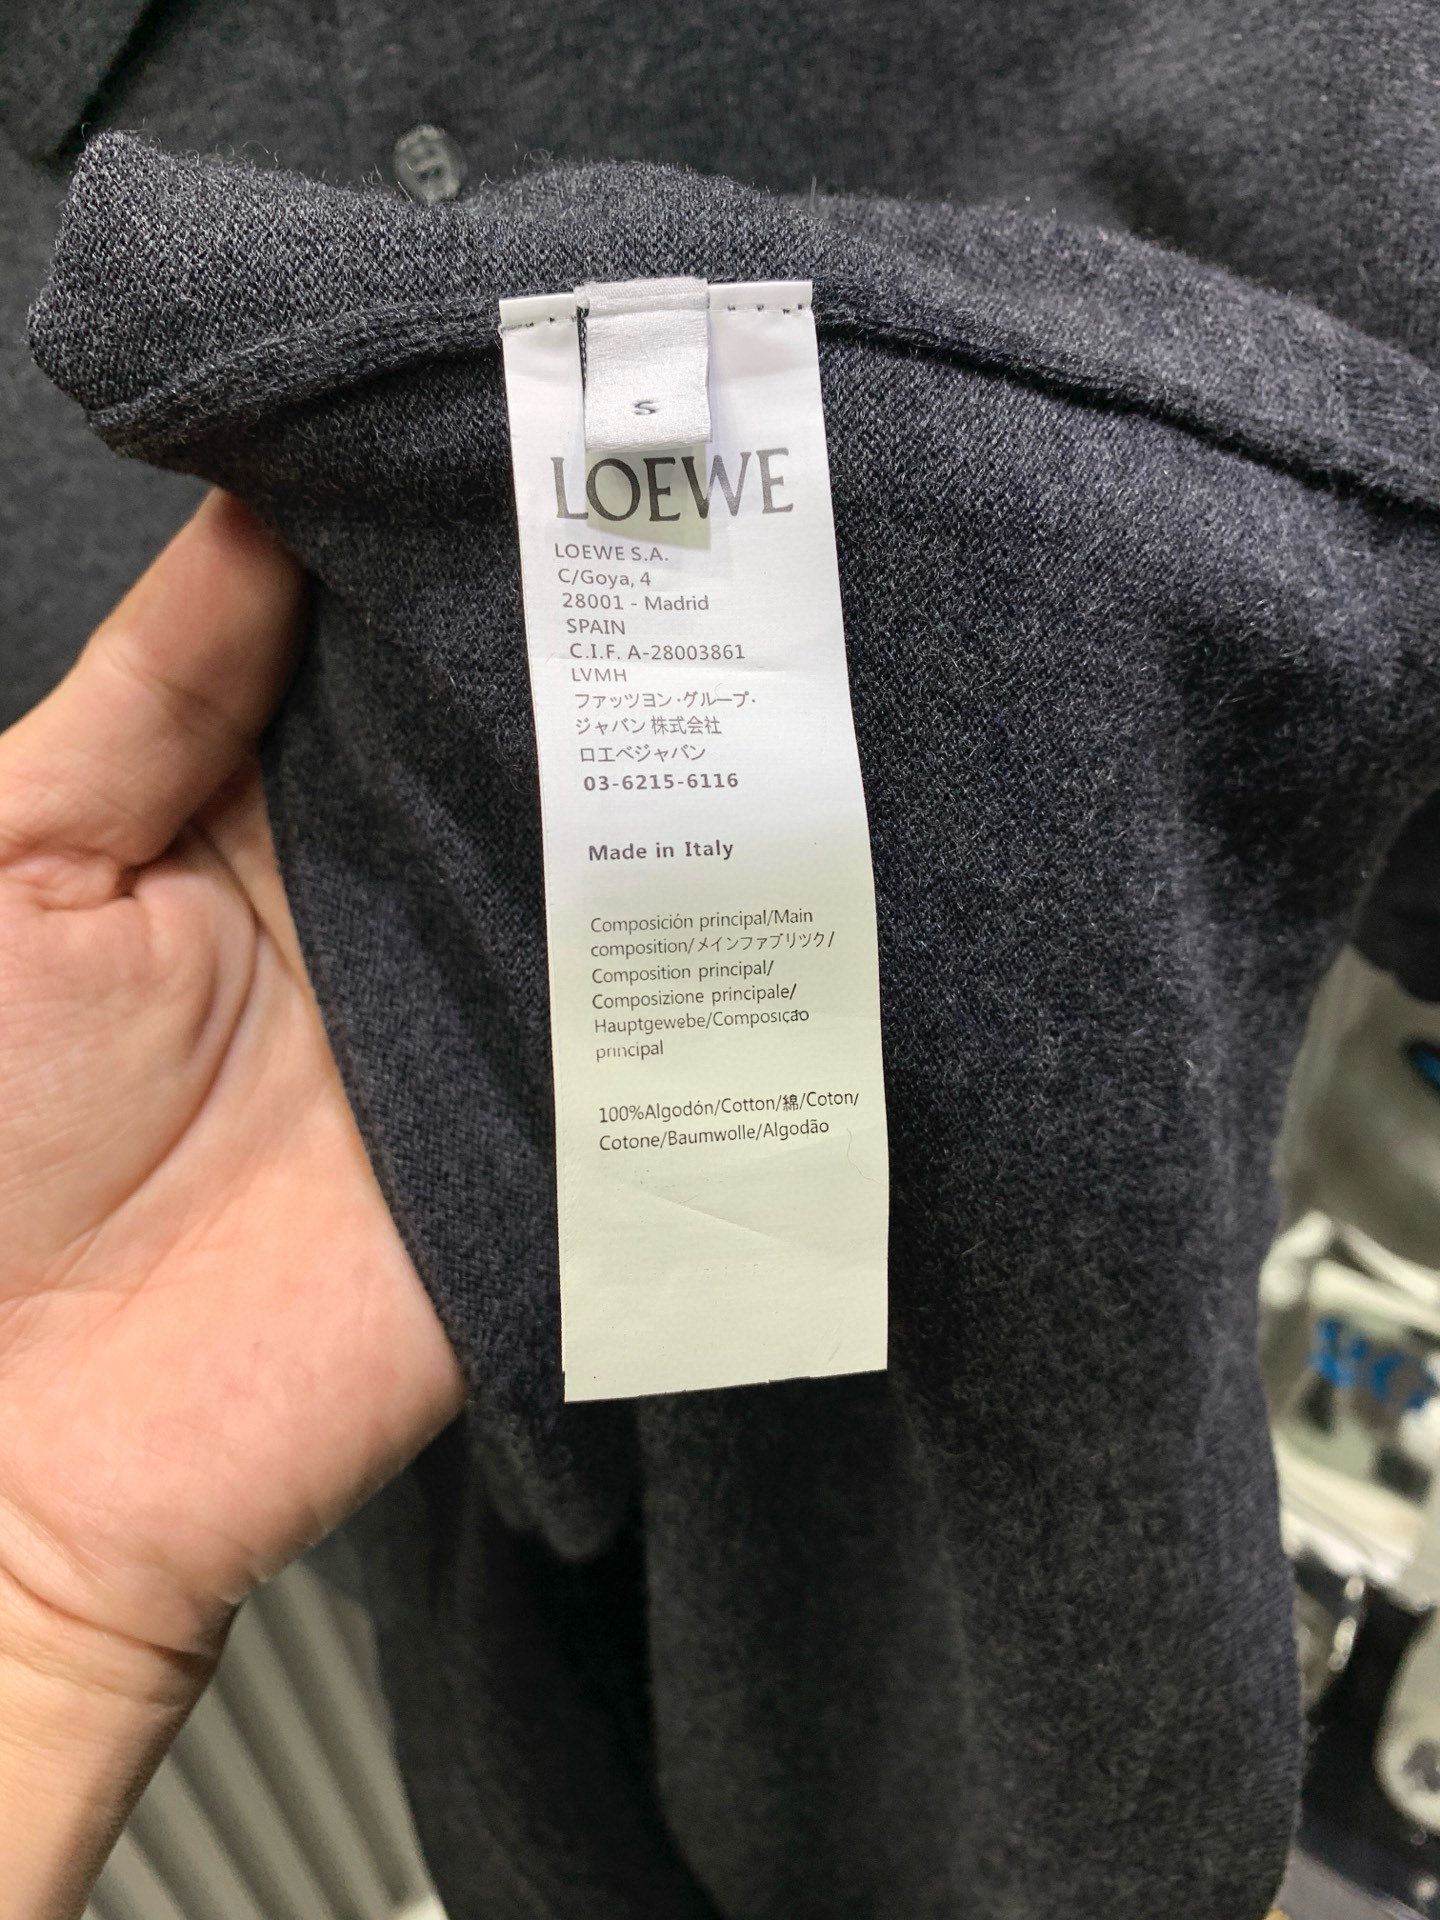 S
LOEWE
LOEWE S.A.
C/Goya, 4
28001 - Madrid
SPAIN
C.I.F. A-28003861
LVMH
ファッツヨン·グループ·
ジャバン 株式会社
ロエベジャバン
03-6215-6116
Made in Italy
Composición principal/Main
composition/メインファブリツク/
Composition principal/
Composizione principale/
Hauptgewebe/Composição
principal
100%Algodón/Cotton/綿/Coton/
Cotone/Baumwolle/Algodão